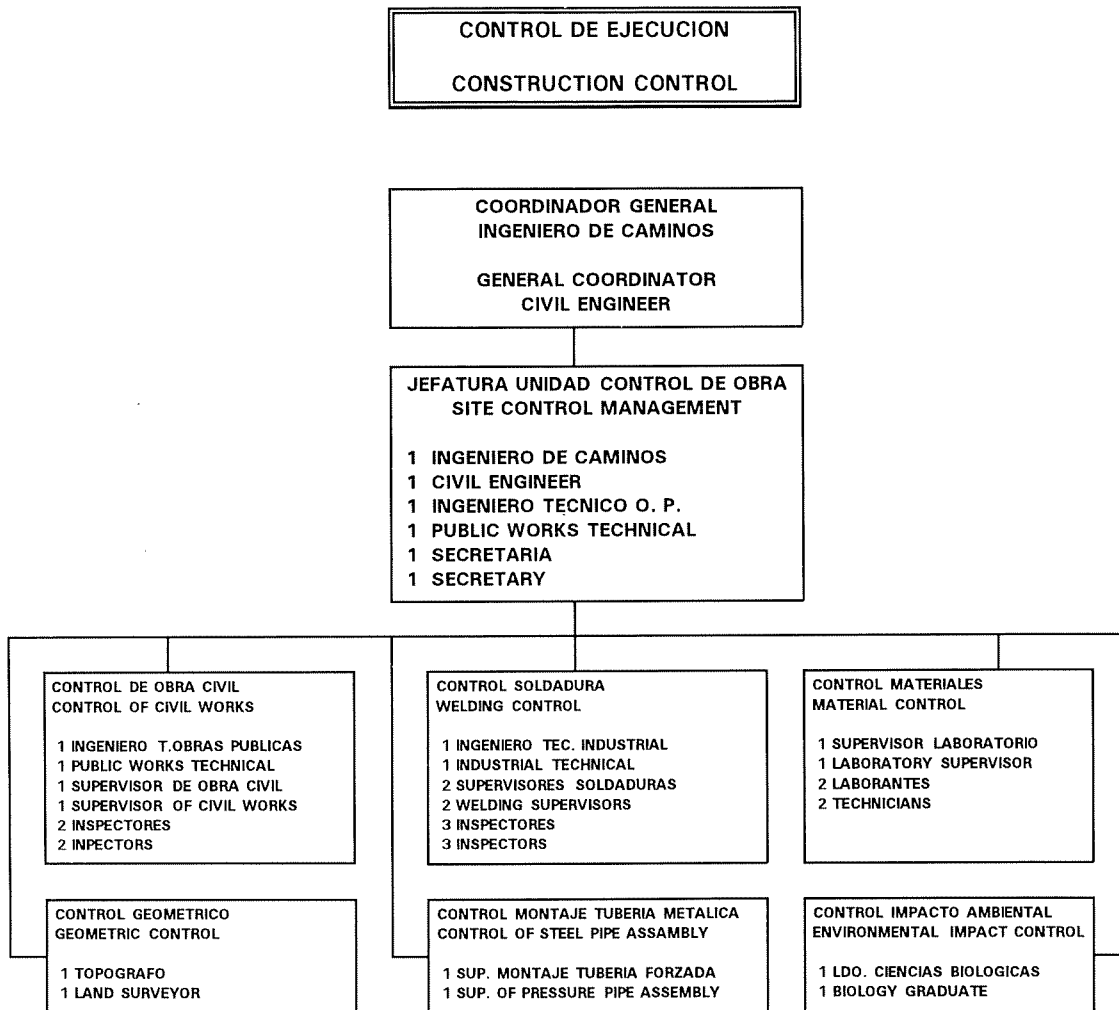 CONTROL DE EJECUCION
CONSTRUCTION CONTROL
COORDINADOR GENERAL
INGENIERO DE CAMINOS
GENERAL COORDINATOR
CIVIL ENGINEER
JEFATURA UNIDAD CONTROL DE OBRA
SITE CONTROL MANAGEMENT
1 INGENIERO DE CAMINOS
1 CIVIL ENGINEER
1 INGENIERO TECNICO O. P.
1 PUBLIC WORKS TECHNICAL
1 SECRETARIA
1 SECRETARY
CONTROL DE OBRA CIVIL
CONTROL OF CIVIL WORKS
1 INGENIERO T.OBRAS PUBLICAS
1 PUBLIC WORKS TECHNICAL
1 SUPERVISOR DE OBRA CIVIL
1 SUPERVISOR OF CIVIL WORKS
2 INSPECTORES
2 INPECTORS
CONTROL SOLDADURA
WELDING CONTROL
1 INGENIERO TEC. INDUSTRIAL
1 INDUSTRIAL TECHNICAL
2 SUPERVISORES SOLDADURAS
2 WELDING SUPERVISORS
3 INSPECTORES
3 INSPECTORS
CONTROL MATERIALES
MATERIAL CONTROL
1 SUPERVISOR LABORATORIO
1 LABORATORY SUPERVISOR
2 LABORANTES
2 TECHNICIANS
CONTROL GEOMETRICO
GEOMETRIC CONTROL
1 TOPOGRAFO
1 LAND SURVEYOR
CONTROL MONTAJE TUBERIA METALICA
CONTROL OF STEEL PIPE ASSAMBLY
1 SUP. MONTAJE TUBERIA FORZADA
1 SUP. OF PRESSURE PIPE ASSEMBLY
CONTROL IMPACTO AMBIENTAL
ENVIRONMENTAL IMPACT CONTROL
1 LDO. CIENCIAS BIOLOGICAS
1 BIOLOGY GRADUATE